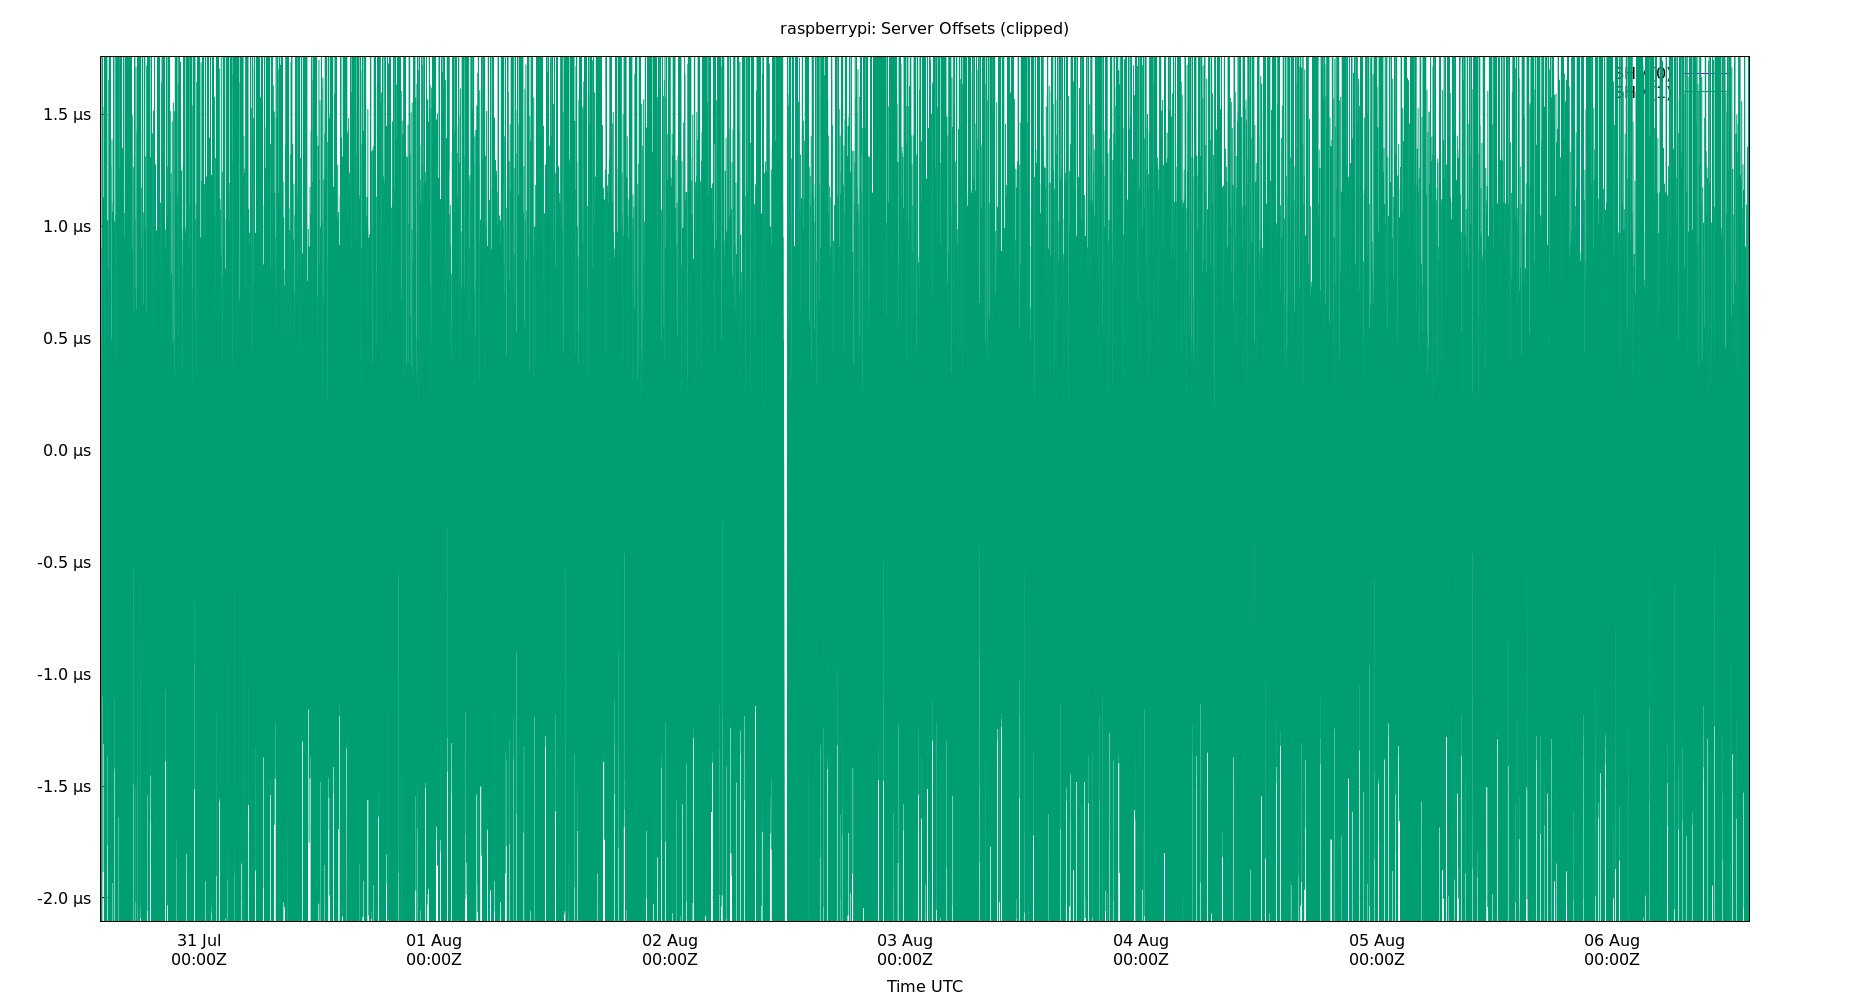 raspberrypi: Server Offsets (clipped)
1.5 µs
1.0 µs
0.5 µs
0.0 µs
-0.5 µs
-1.0 µs
-1.5 µs
-2.0 µs
31 Jul
00:00Z
01 Aug
00:00Z
02 Aug
00:00Z
03 Aug
00:00Z
04 Aug
00:00Z
05 Aug
00:00Z
06 Aug
00:00Z
Time UTC